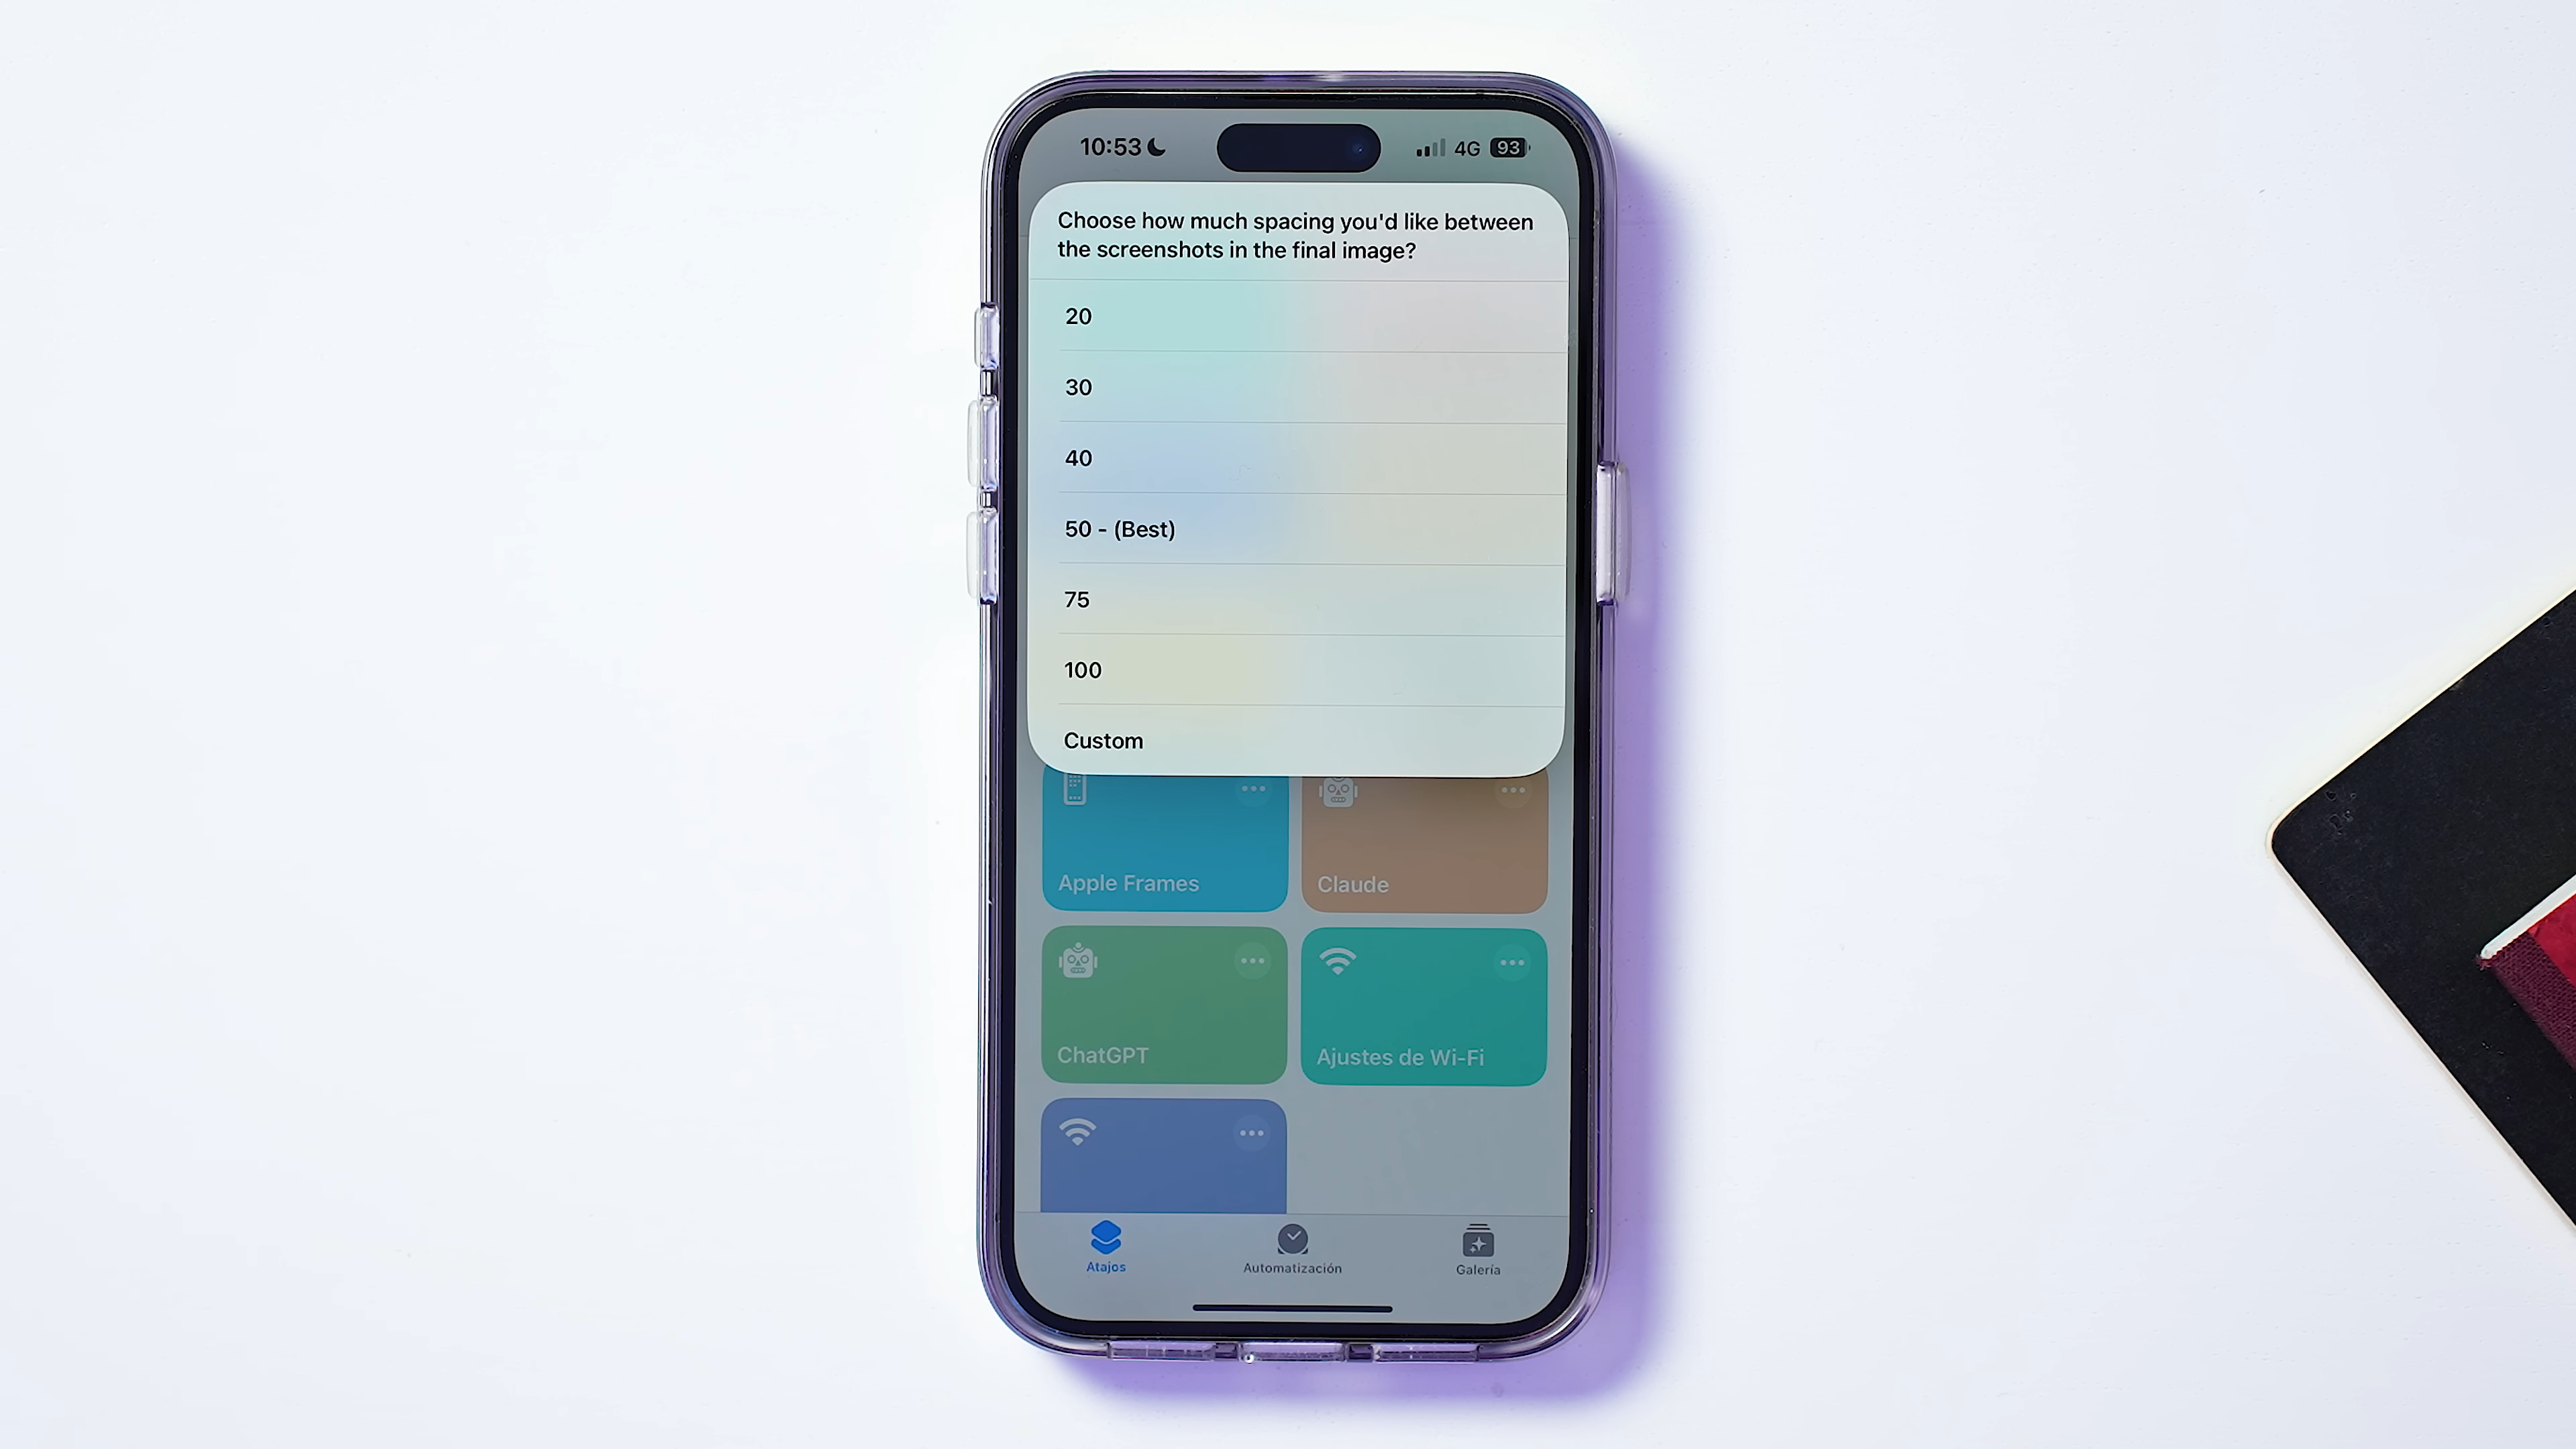 10:53
4G 93
Choose how much spacing you'd like between
the screenshots in the final image?
20
30
40
50 - (Best)
75
100
Custom
Apple Frames
Claude
ChatGPT
Ajustes de Wi-Fi
Atajos
Automatización
Galería